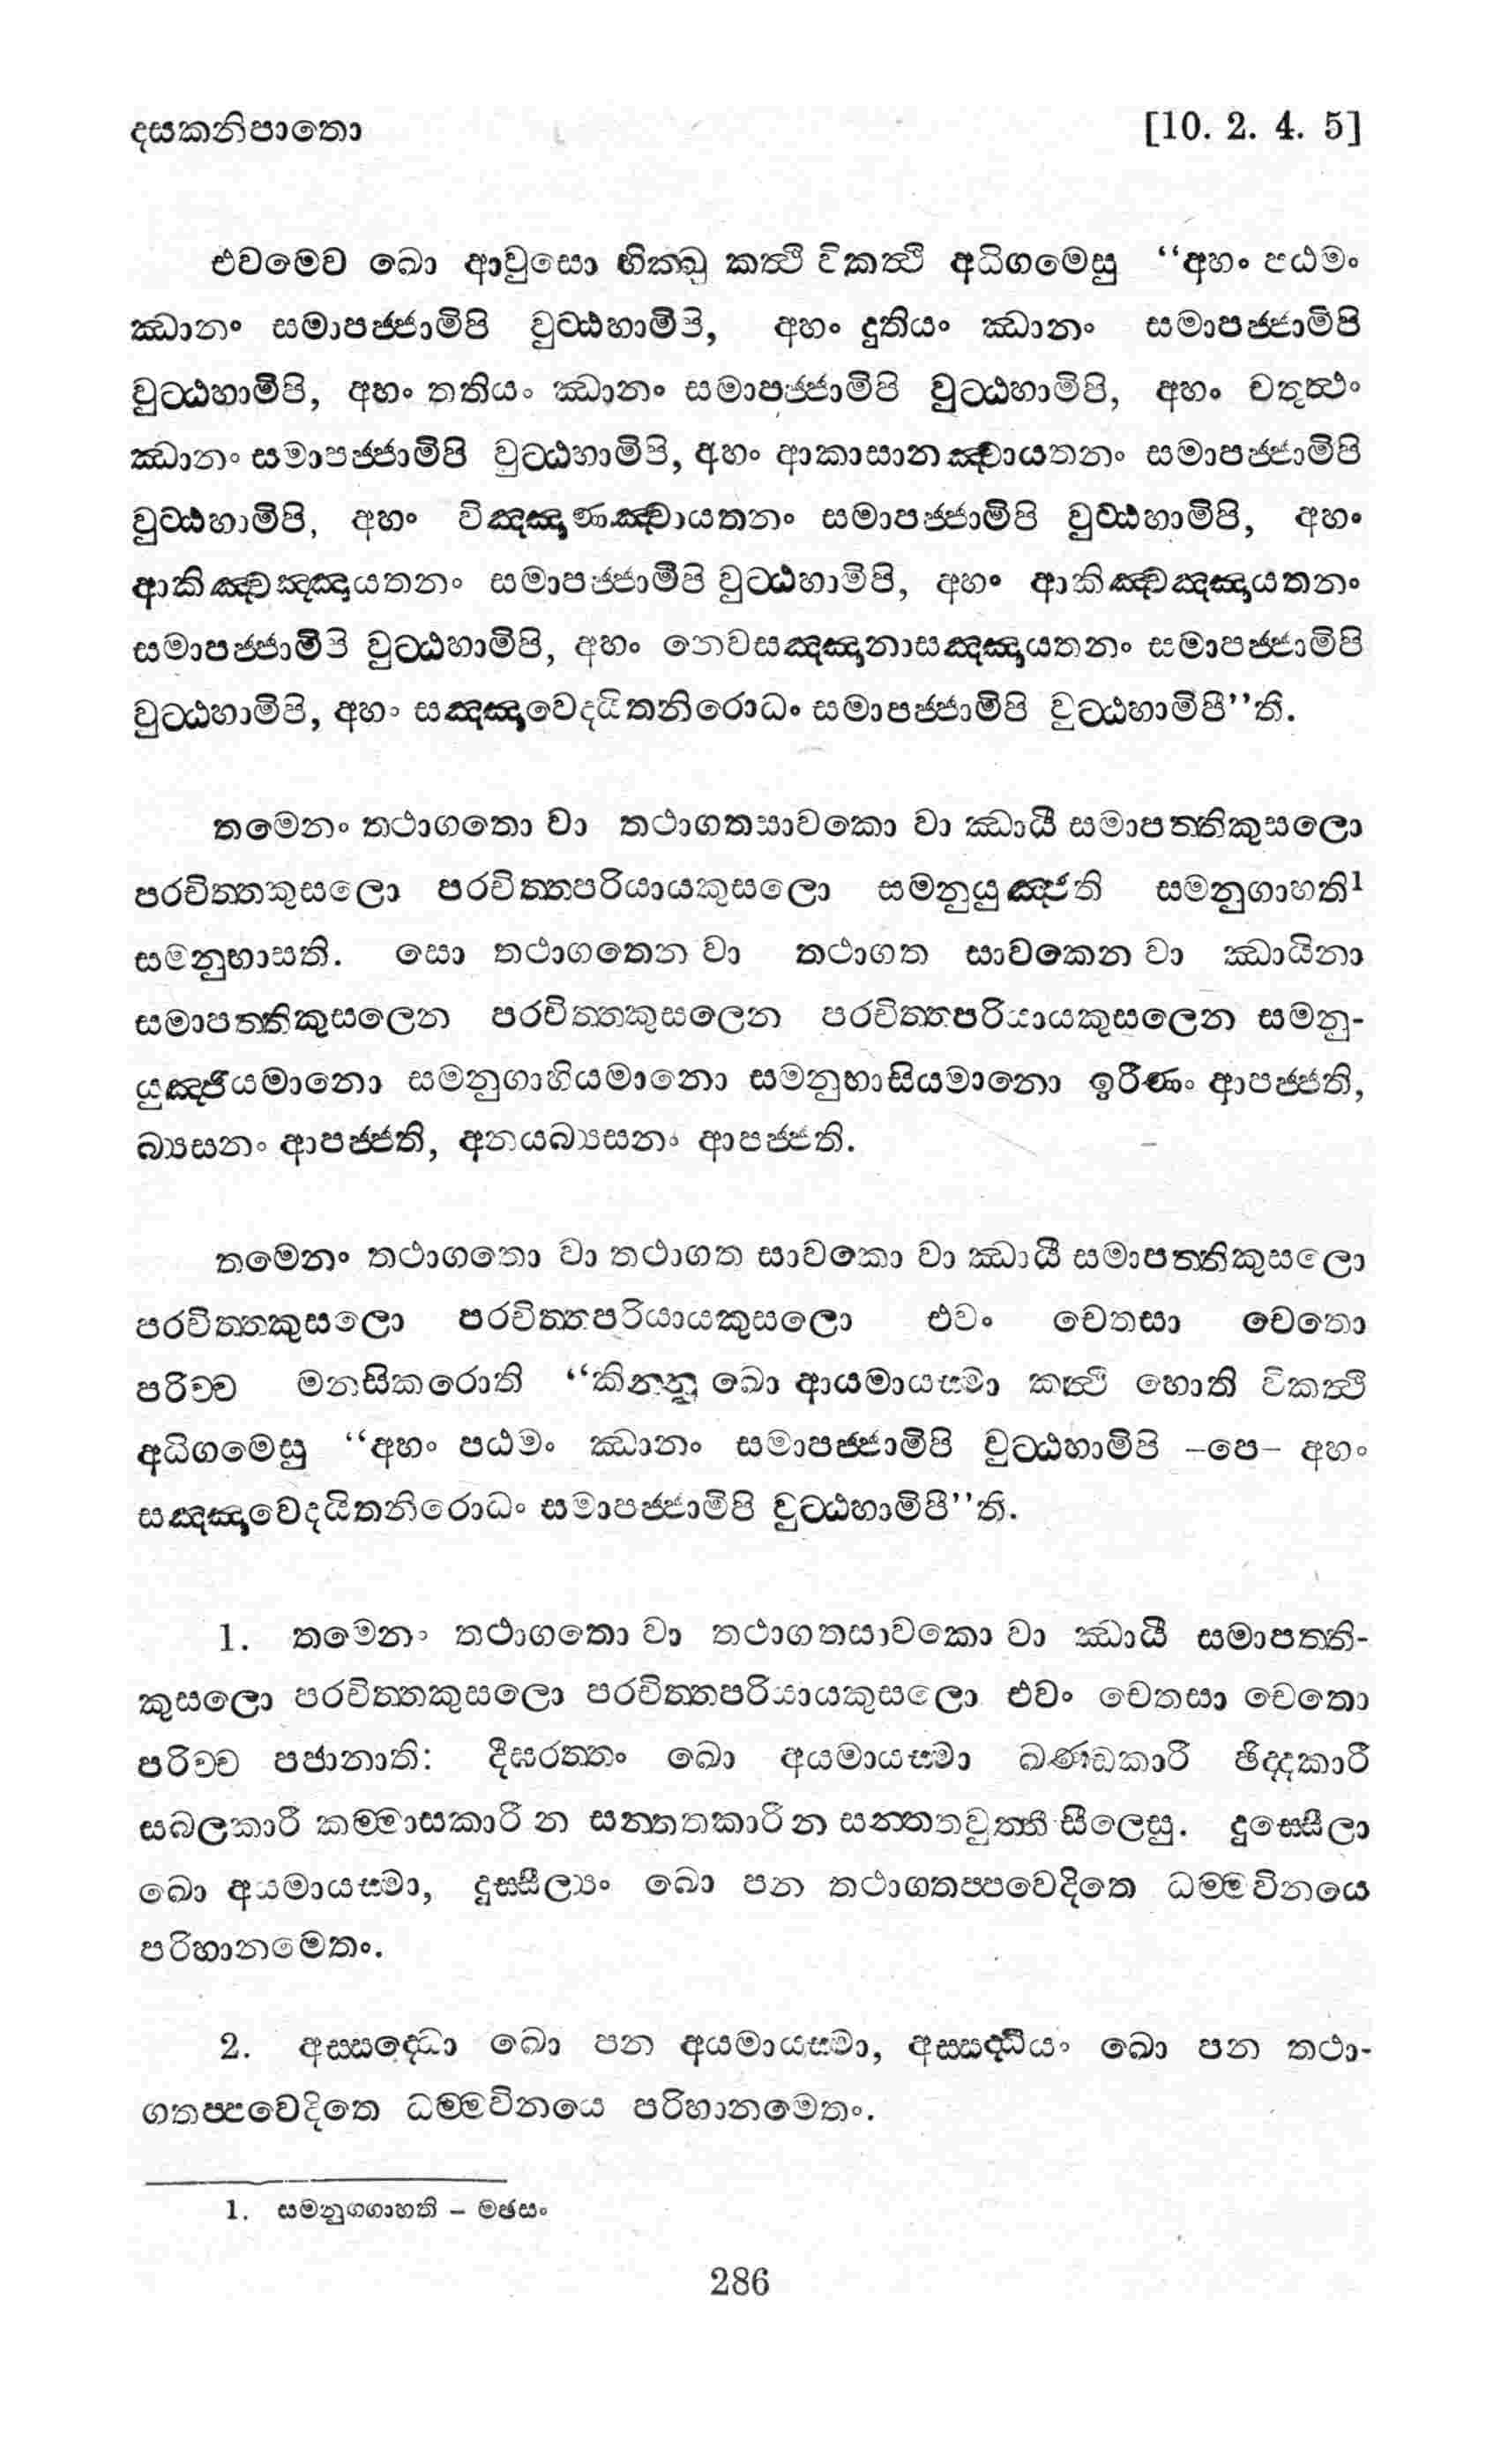 දසකනිපාතො [10. 2. 4. 5]
එවමෙව ඛො ආවුසො භික්ඛු කත්ථී විකත්ථී අධිගමෙසු “අහං පඨමං
ඣානං සමාපජ්ජාමිපි වුට්ඨහාමිපි, අහං දුතියං ඣානං සමාපජ්ජාමිපි
වුට්ඨහාමිපි, අහං තතියං ඣානං සමාපජ්ජාමිපි වුට්ඨහාමිපි, අහං චතුත්ථං
ඣානං සමාපජ්ජාමිපි වුට්ඨහාමිපි, අහං ආකාසානඤ්චායතනං සමාපජ්ජාමිපි
වුට්ඨහාමිපි, අහං විඤ්ඤණඤ්චායතනං සමාපජ්ජාමිපි වුට්ඨහාමිපි, අහං
ආකිඤ්චඤ්ඤායතනං සමාපජ්ජාමිපි වුට්ඨහාමිපි, අහං ආකිඤ්චඤ්ඤායතනං
සමාපජ්ජාමිපි වුට්ඨහාමිපි, අහං නෙවසඤ්ඤානාසඤ්ඤායතනං සමාපජ්ජාමිපි
වුට්ඨහාමිපි, අහං සඤ්ඤාවෙදයිතනිරොධං සමාපජ්ජාමිපි වුට්ඨහාමිපී”ති.
තමෙනං තථාගතො වා තථාගතසාවකො වා ඣායී සමාපත්තිකුසලො
පරචිත්තකුසලො පරචිත්තපරියායකුසලො සමනුයුඤ්ජති සමනුගාහති¹
සමනුභාසති. සො තථාගතෙන වා තථාගත සාවකෙන වා ඣායිනා
සමාපත්තිකුසලෙන පරචිත්තකුසලෙන පරචිත්තපරියායකුසලෙන සමනු-
යුඤ්ජියමානො සමනුගාහියමානො සමනුභාසියමානො ඉරීණං ආපජ්ජති,
බ්‍යසනං ආපජ්ජති, අනයබ්‍යසනං ආපජ්ජති.
තමෙනං තථාගතො වා තථාගත සාවකො වා ඣායී සමාපත්තිකුසලො
පරචිත්තකුසලො පරචිත්තපරියායකුසලො එවං චෙතසා චෙතො
පරිච්ච මනසිකරොති “කින්නු ඛො ආයමායස්මා කත්ථී හොති විකත්ථී
අධිගමෙසු “අහං පඨමං ඣානං සමාපජ්ජාමිපි වුට්ඨහාමිපි –පෙ– අහං
සඤ්ඤාවෙදයිතනිරොධං සමාපජ්ජාමිපි වුට්ඨහාමිපී”ති.
1. තමෙනං තථාගතො වා තථාගතසාවකො වා ඣායී සමාපත්ති-
කුසලො පරචිත්තකුසලො පරචිත්තපරියායකුසලො එවං චෙතසා චෙතො
පරිච්ච පජානාති: දීඝරත්තං ඛො අයමායස්මා ඛණ්ඩකාරී ඡිද්දකාරී
සබලකාරී කම්මාසකාරී න සන්තතකාරී න සන්තතවුත්තී සීලෙසු. දුස්සීලා
ඛො අයමායස්මා, දුස්සීල්‍යං ඛො පන තථාගතප්පවෙදිතෙ ධම්මවිනයෙ
පරිහානමෙතං.
2. අස්සද්ධො ඛො පන අයමායස්මා, අස්සද්ධියං ඛො පන තථා-
ගතප්පවෙදිතෙ ධම්මවිනයෙ පරිහානමෙතං.
1. සමනුග්ගාහති – මඡසං
286